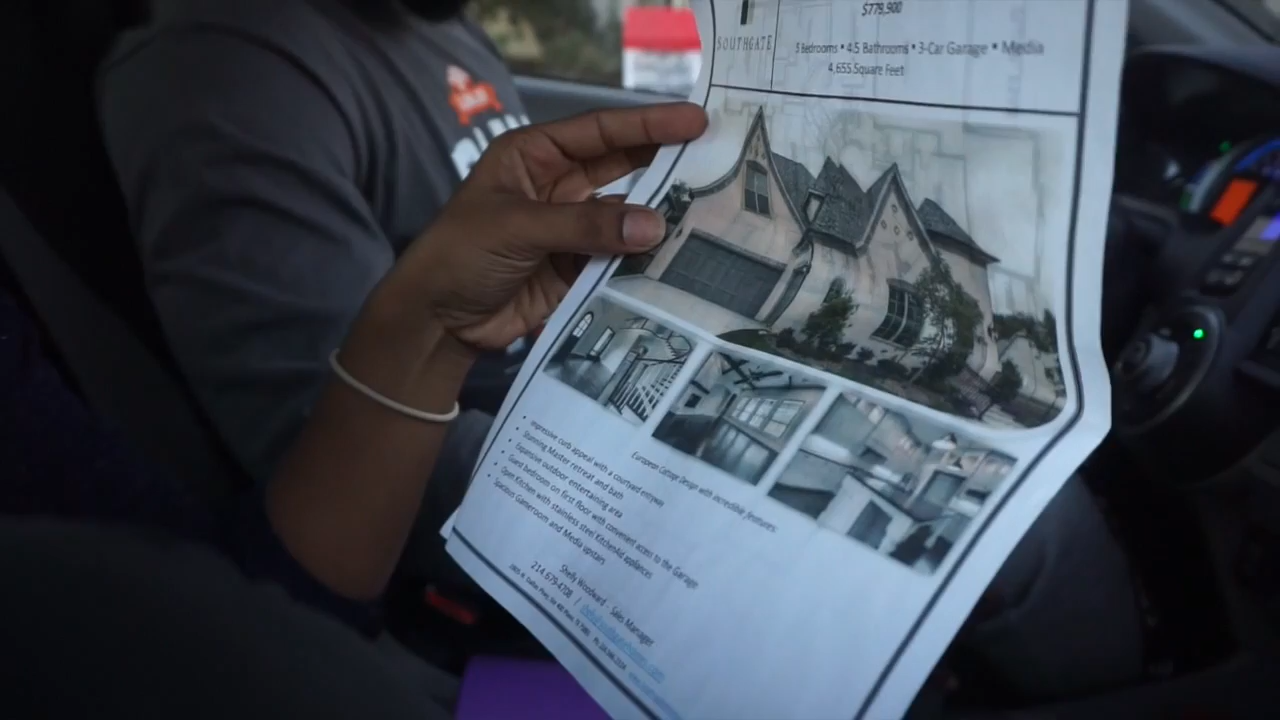 $779,900
SOUTHGATE
5 Bedrooms * 4.5 Bathrooms * 3-Car Garage * Media
4,655 Square Feet
European Cottage Design with incredible features:
Impressive curb appeal with a courtyard entryway
Stunning Master retreat and bath
Expansive outdoor entertaining area
Guest bedroom on first floor with convenient access to the Garage
Open Kitchen with stainless steel KitchenAid appliances
Spacious Gameroom and Media upstairs
Shelly Woodward - Sales Manager
214.679.4708 /